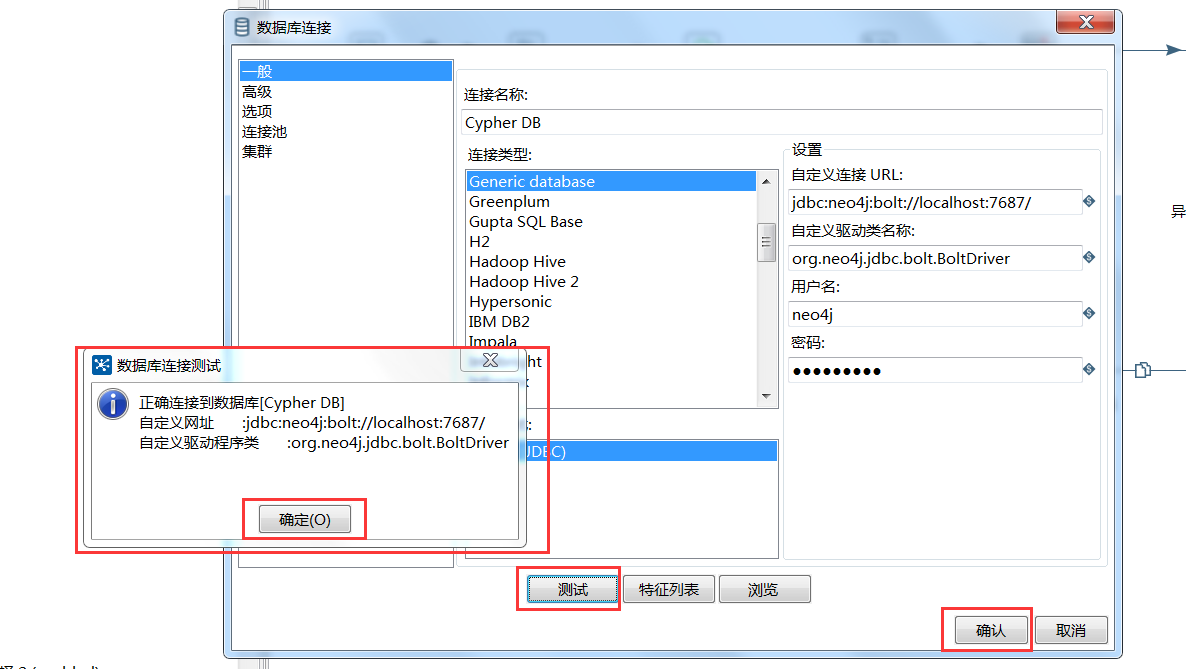 数据库连接
一般
高级
选项
连接池
集群
连接名称:
Cypher DB
连接类型:
Generic database
Greenplum
Gupta SQL Base
H2
Hadoop Hive
Hadoop Hive 2
Hypersonic
IBM DB2
Impala
设置
自定义连接 URL:
jdbc:neo4j:bolt://localhost:7687/
自定义驱动类名称:
org.neo4j.jdbc.bolt.BoltDriver
用户名:
neo4j
密码:
●●●●●●●●●
异
数据库连接测试
正确连接到数据库[Cypher DB]
自定义网址 :jdbc:neo4j:bolt://localhost:7687/
自定义驱动程序类 :org.neo4j.jdbc.bolt.BoltDriver
确定(O)
JDBC)
测试
特征列表
浏览
确认
取消